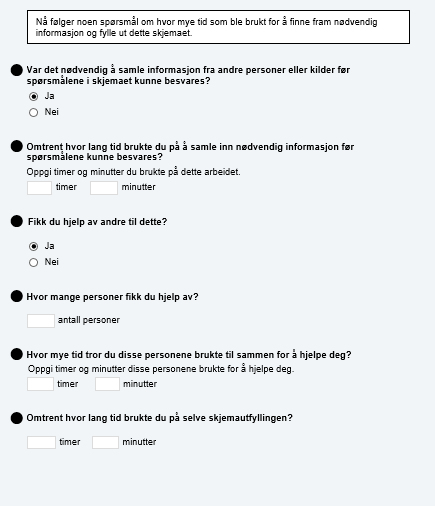 Nå følger noen spørsmål om hvor mye tid som ble brukt for å finne fram nødvendig
informasjon og fylle ut dette skjemaet.
Var det nødvendig å samle informasjon fra andre personer eller kilder før
spørsmålene i skjemaet kunne besvares?
Ja
Nei
Omtrent hvor lang tid brukte du på å samle inn nødvendig informasjon før
spørsmålene kunne besvares?
Oppgi timer og minutter du brukte på dette arbeidet.
timer minutter
Fikk du hjelp av andre til dette?
Ja
Nei
Hvor mange personer fikk du hjelp av?
antall personer
Hvor mye tid tror du disse personene brukte til sammen for å hjelpe deg?
Oppgi timer og minutter disse personene brukte for å hjelpe deg.
timer minutter
Omtrent hvor lang tid brukte du på selve skjemautfyllingen?
timer minutter